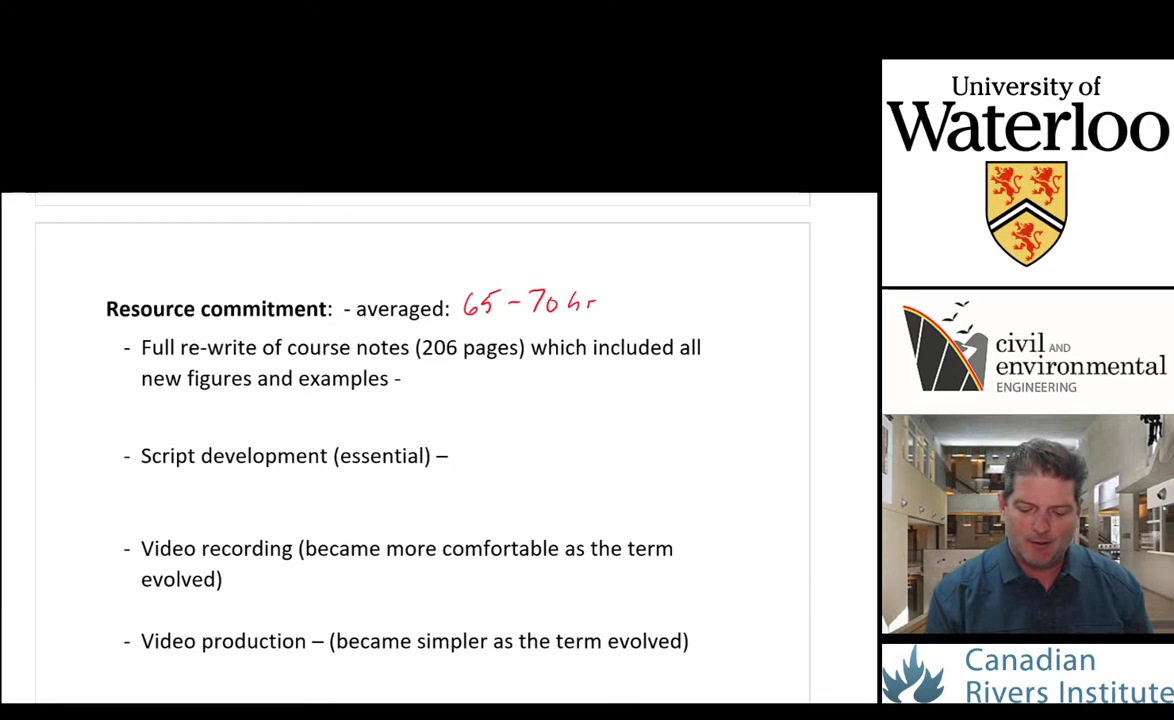 Resource commitment: - averaged: 65 - 70 hr
- Full re-write of course notes (206 pages) which included all
new figures and examples -
- Script development (essential) –
- Video recording (became more comfortable as the term
evolved)
- Video production – (became simpler as the term evolved)
University of
Waterloo
civil AND
environmental
ENGINEERING
Canadian
Rivers Institute